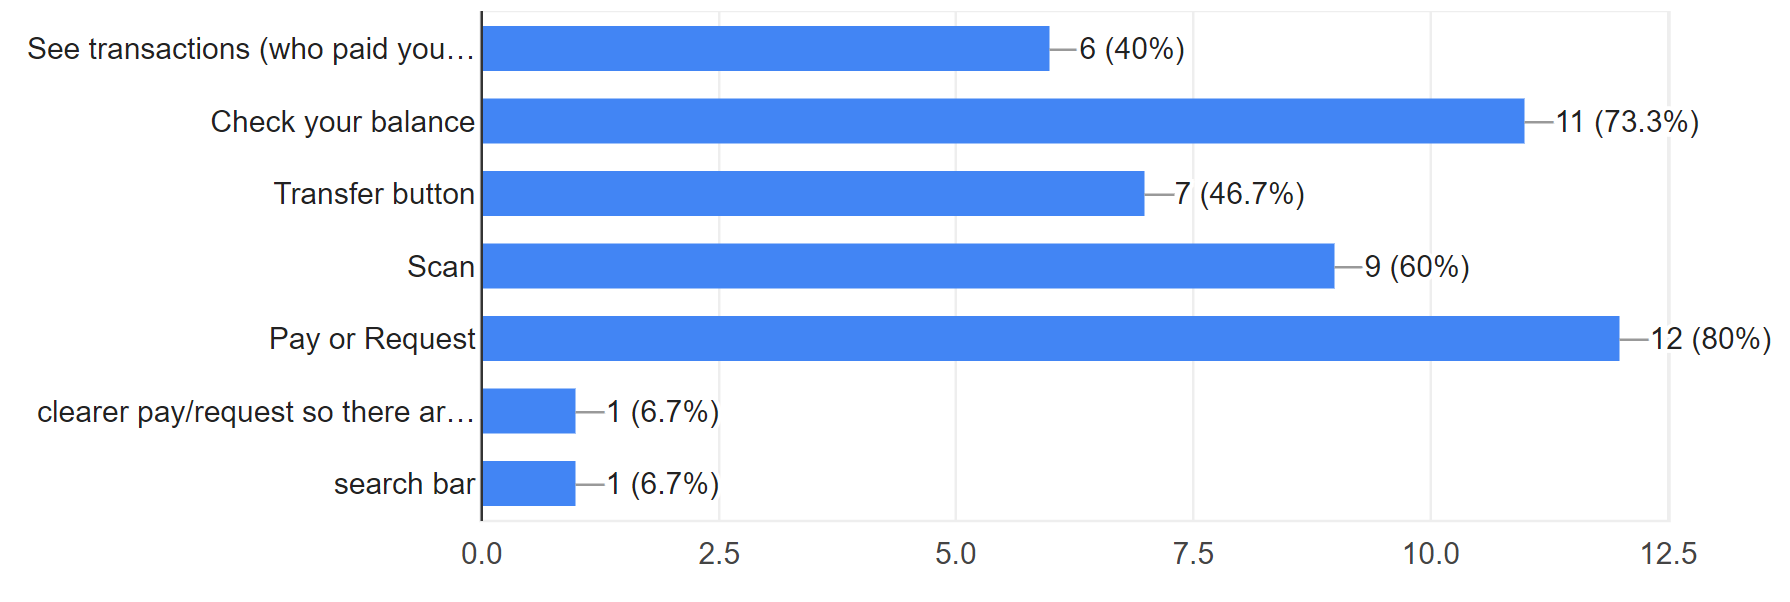 See transactions (who paid you… 6 (40%)
Check your balance 11 (73.3%)
Transfer button 7 (46.7%)
Scan 9 (60%)
Pay or Request 12 (80%)
clearer pay/request so there ar… 1 (6.7%)
search bar 1 (6.7%)
0.0 2.5 5.0 7.5 10.0 12.5